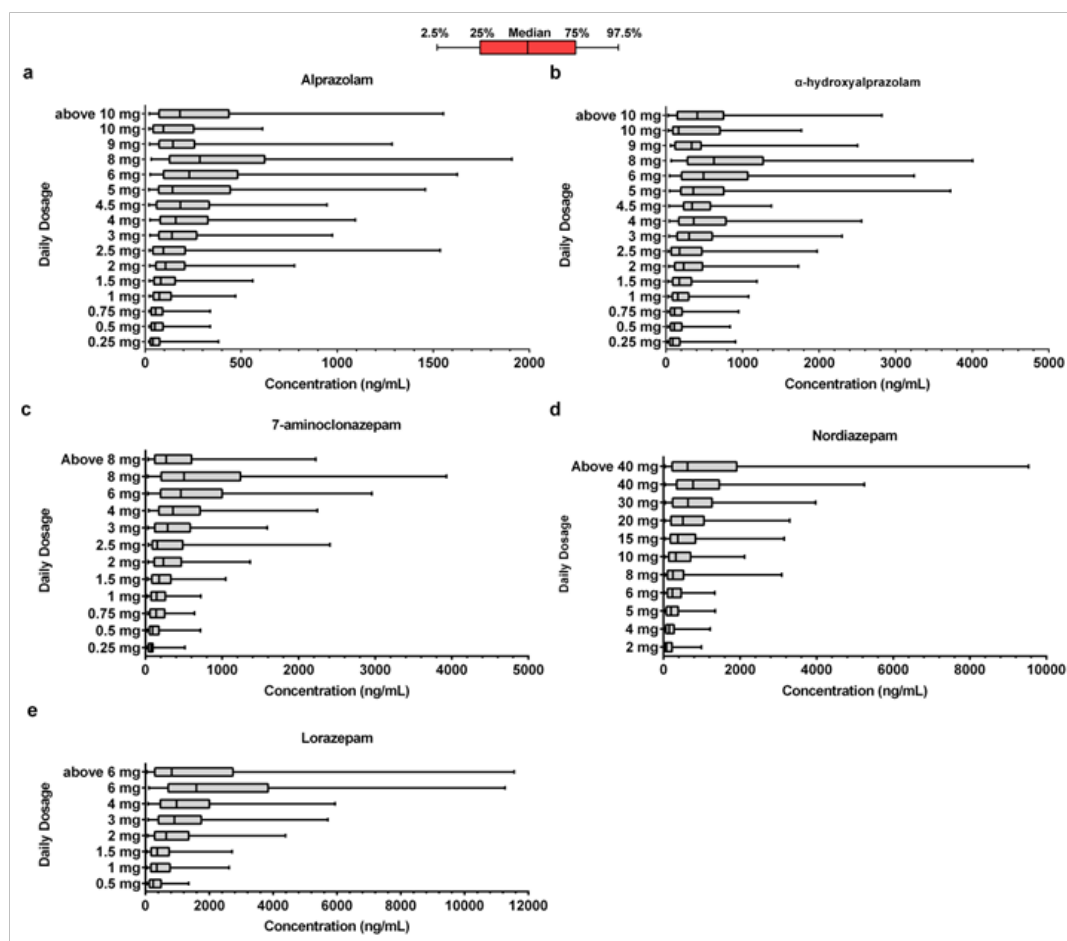 2.5% 25% Median 75% 97.5%
a
Alprazolam
Daily Dosage
above 10 mg
10 mg
9 mg
8 mg
6 mg
5 mg
4.5 mg
4 mg
3 mg
2.5 mg
2 mg
1.5 mg
1 mg
0.75 mg
0.5 mg
0.25 mg
0 500 1000 1500 2000
Concentration (ng/mL)
b
α-hydroxyalprazolam
Daily Dosage
above 10 mg
10 mg
9 mg
8 mg
6 mg
5 mg
4.5 mg
4 mg
3 mg
2.5 mg
2 mg
1.5 mg
1 mg
0.75 mg
0.5 mg
0.25 mg
0 1000 2000 3000 4000 5000
Concentration (ng/mL)
c
7-aminoclonazepam
Daily Dosage
Above 8 mg
8 mg
6 mg
4 mg
3 mg
2.5 mg
2 mg
1.5 mg
1 mg
0.75 mg
0.5 mg
0.25 mg
0 1000 2000 3000 4000 5000
Concentration (ng/mL)
d
Nordiazepam
Daily Dosage
Above 40 mg
40 mg
30 mg
20 mg
15 mg
10 mg
8 mg
6 mg
5 mg
4 mg
2 mg
0 2000 4000 6000 8000 10000
Concentration (ng/mL)
e
Lorazepam
Daily Dosage
above 6 mg
6 mg
4 mg
3 mg
2 mg
1.5 mg
1 mg
0.5 mg
0 2000 4000 6000 8000 10000 12000
Concentration (ng/mL)